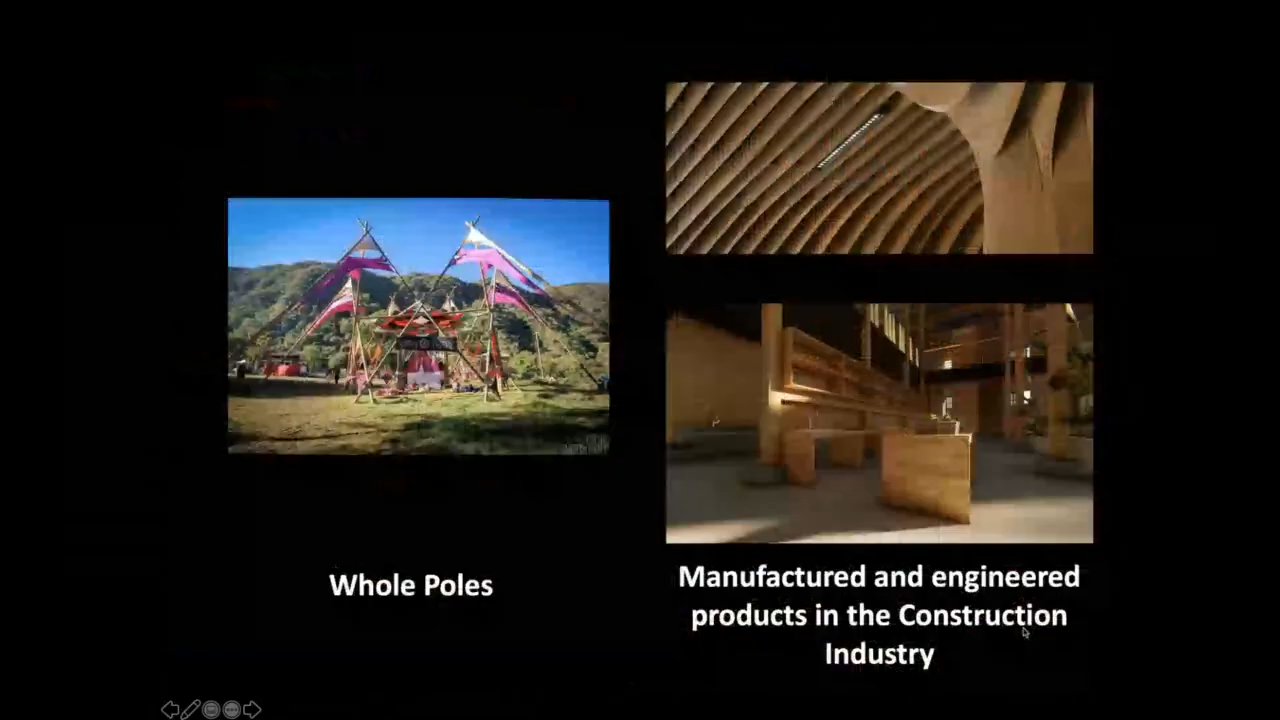 Whole Poles
Manufactured and engineered
products in the Construction
Industry